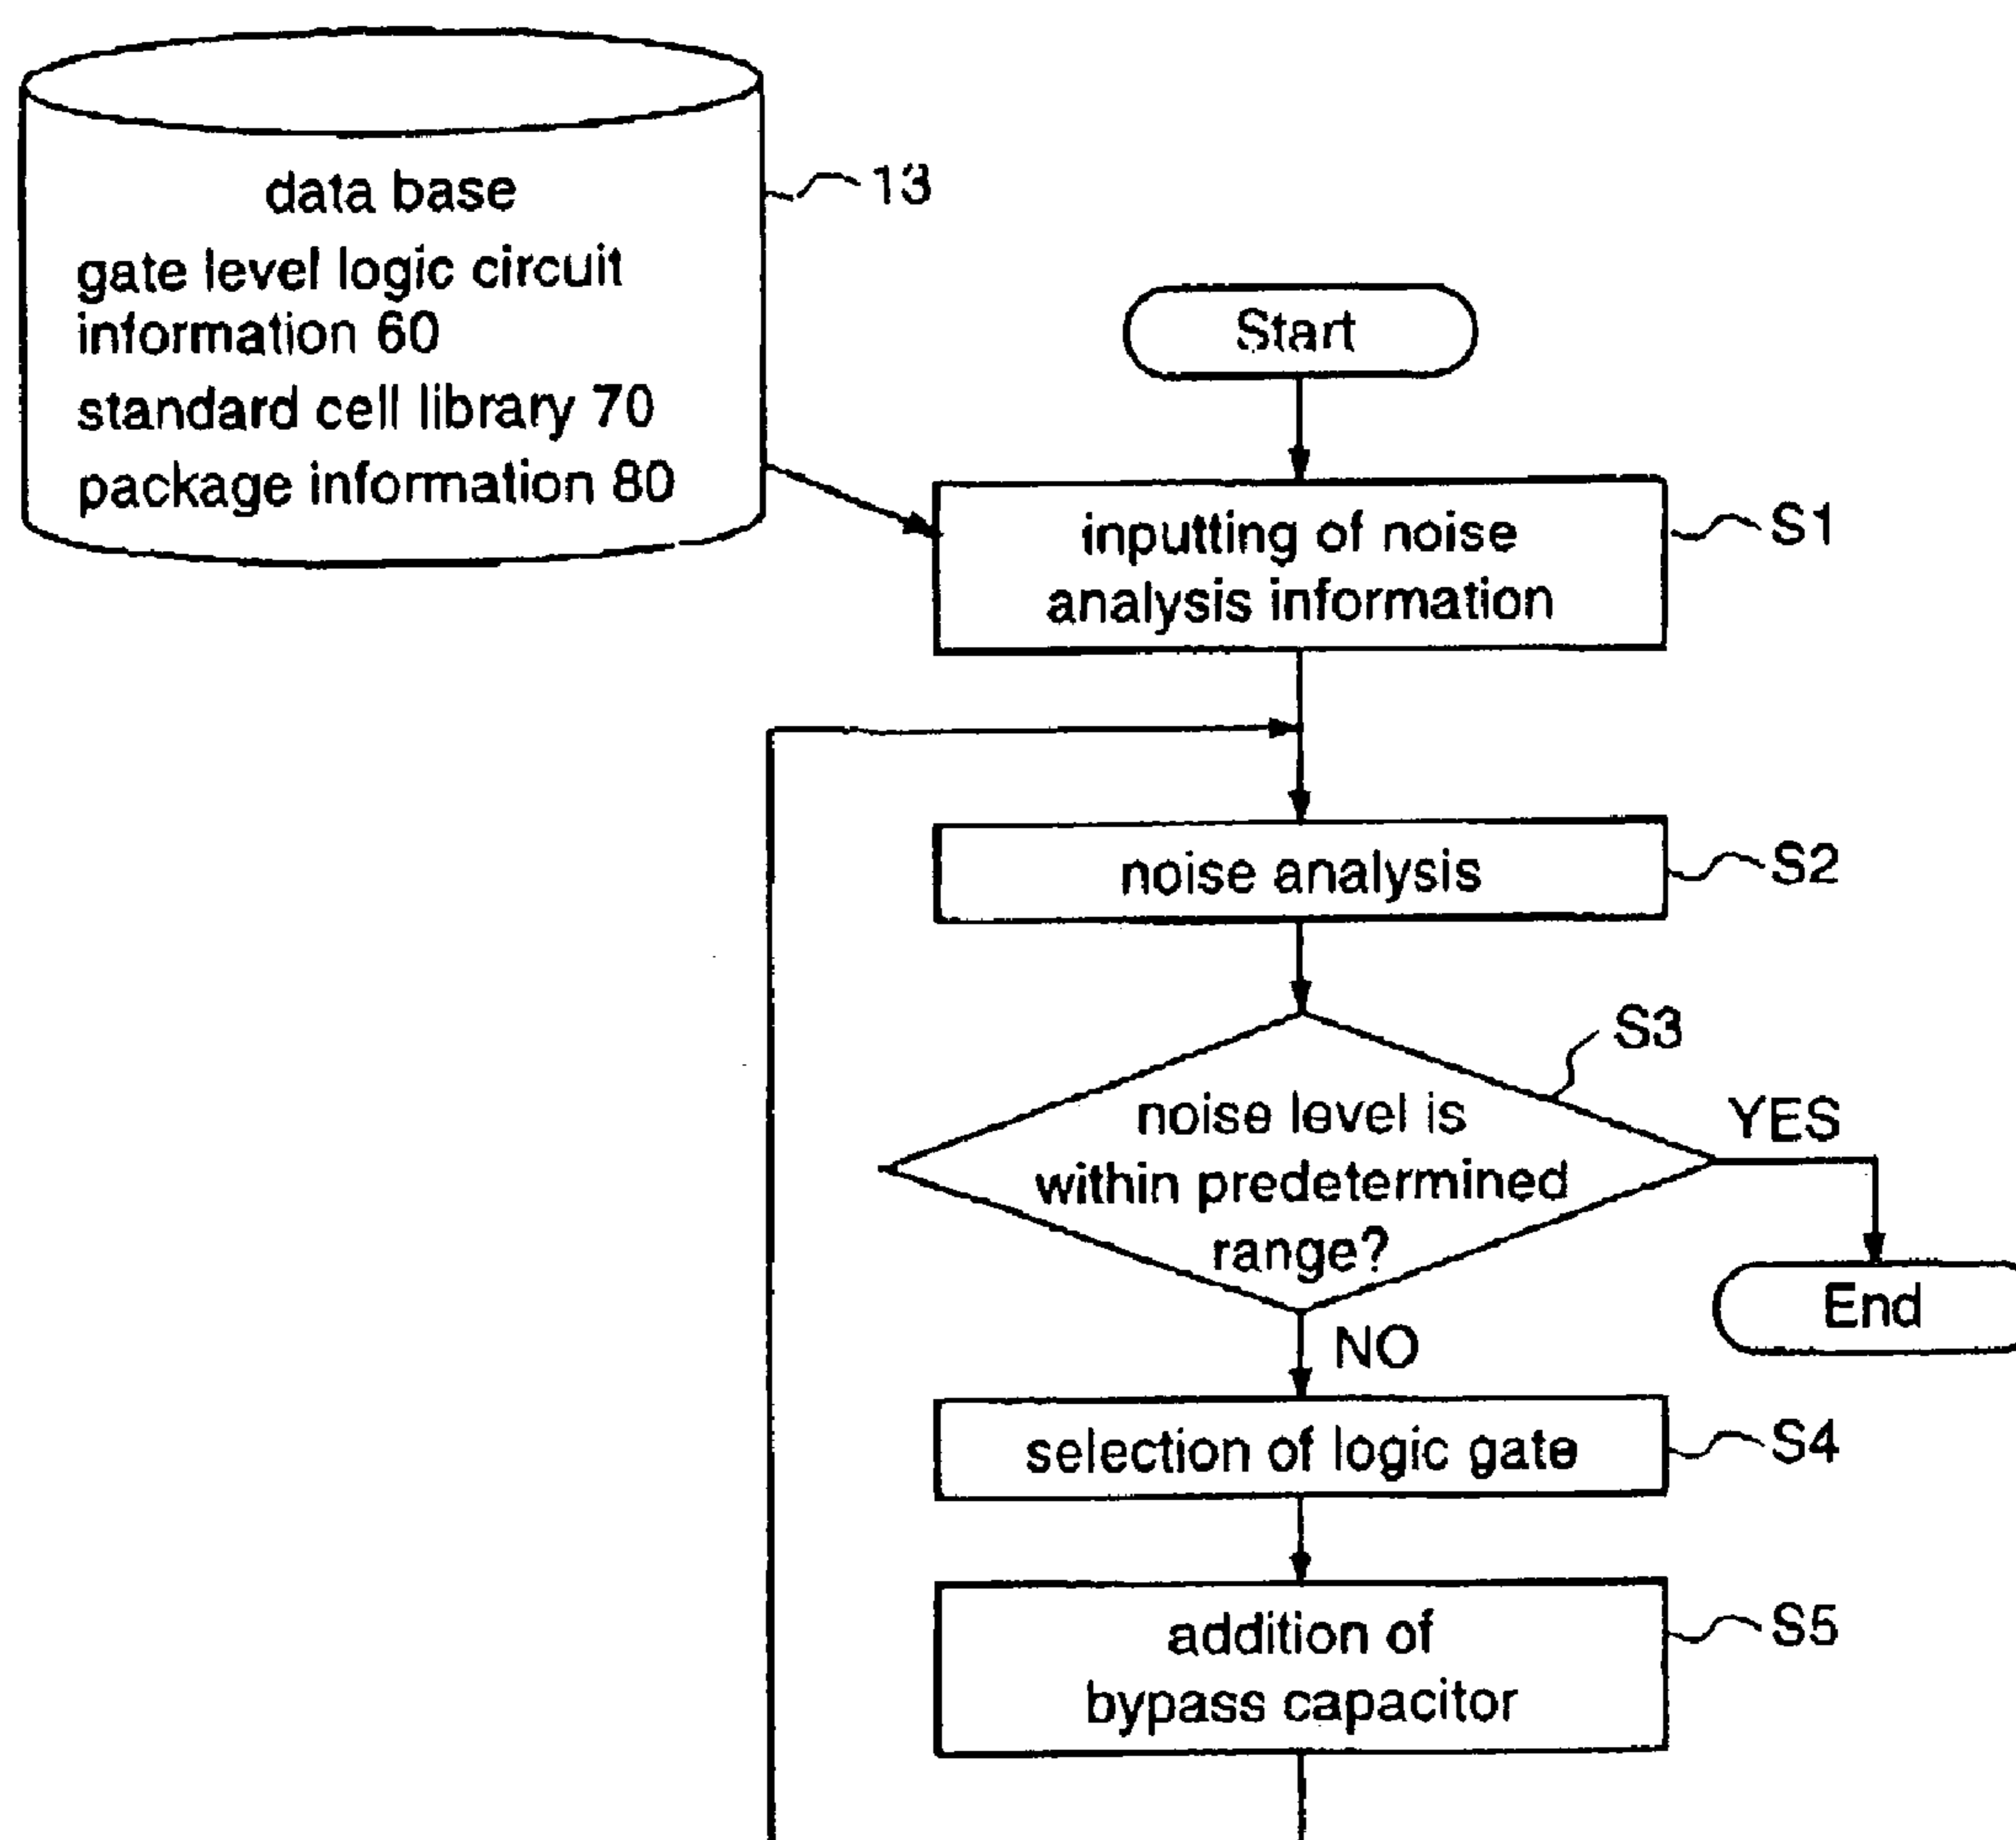 data base
gate level logic circuit
information 60
standard cell library 70
package information 80
13
Start
inputting of noise
analysis information
S1
noise analysis
S2
S3
noise level is
within predetermined
range?
YES
End
NO
selection of logic gate
S4
addition of
bypass capacitor
S5